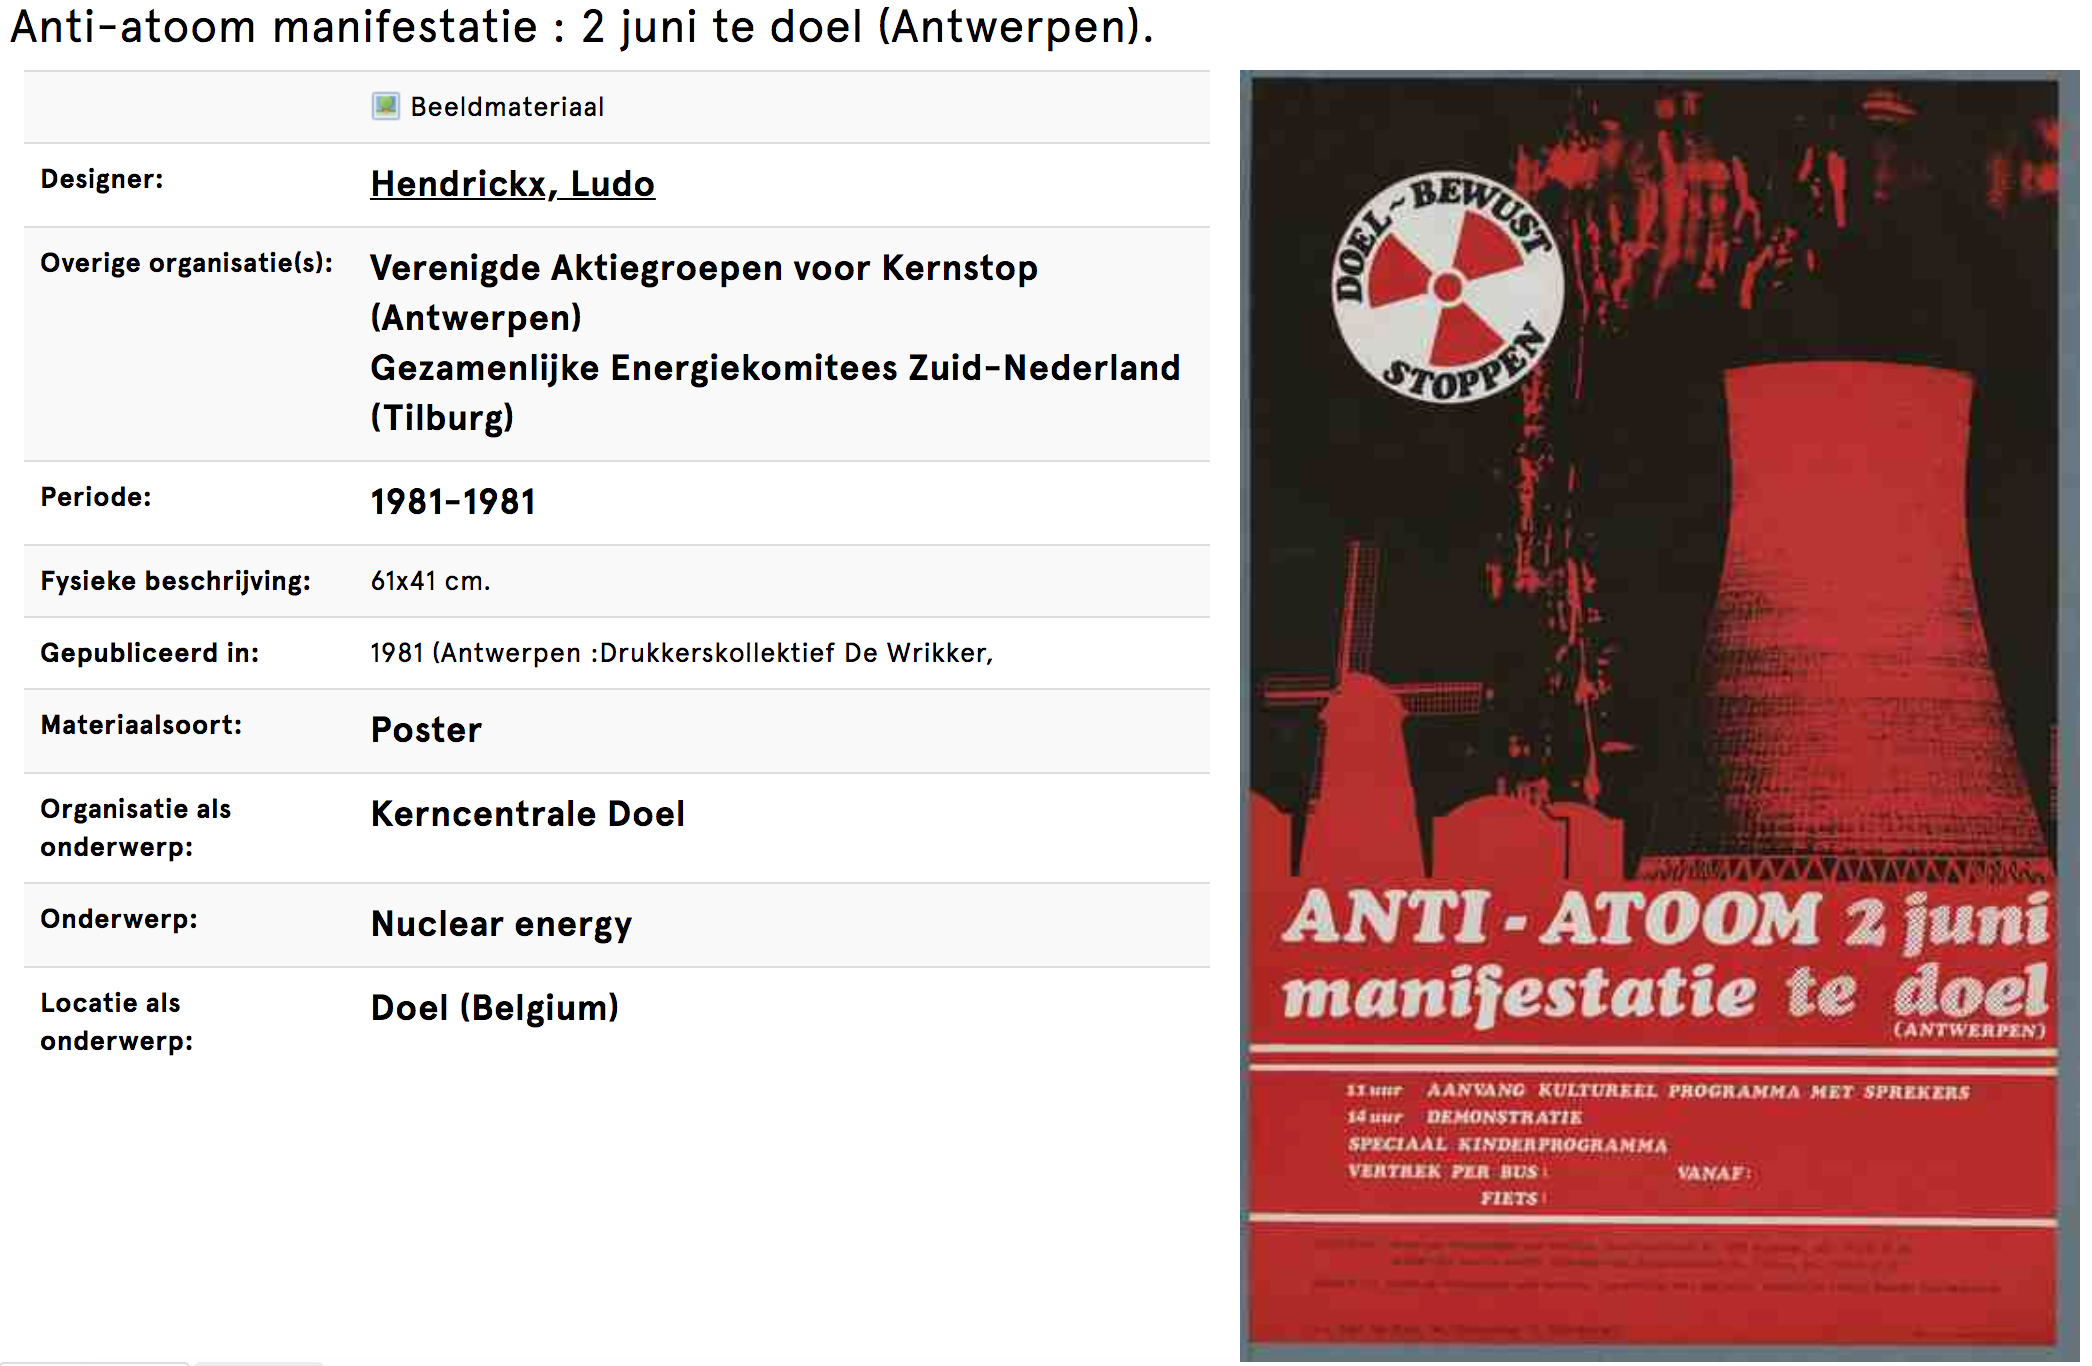 Anti-atoom manifestatie : 2 juni te doel (Antwerpen).
Beeldmateriaal
Designer:
Hendrickx, Ludo
Overige organisatie(s):
Verenigde Aktiegroepen voor Kernstop
(Antwerpen)
Gezamenlijke Energiekomitees Zuid-Nederland
(Tilburg)
Periode:
1981-1981
Fysieke beschrijving:
61x41 cm.
Gepubliceerd in:
1981 (Antwerpen :Drukkerskollektief De Wrikker,
Materiaalsoort:
Poster
Organisatie als
onderwerp:
Kerncentrale Doel
Onderwerp:
Nuclear energy
Locatie als
onderwerp:
Doel (Belgium)
DOEL~BEWUST
STOPPEN
ANTI-ATOOM 2 juni
manifestatie te doel
(ANTWERPEN)
11 uur AANVANG KULTUREEL PROGRAMMA MET SPREKERS
14 uur DEMONSTRATIE
SPECIAAL KINDERPROGRAMMA
VERTREK PER BUS: VANAF:
FIETS: